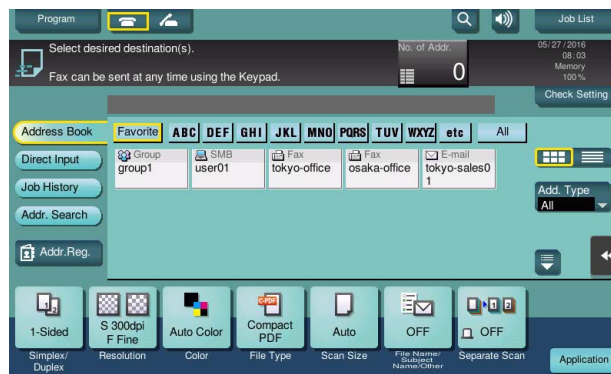 Program
Job List
Select desired destination(s).
Fax can be sent at any time using the Keypad.
No. of Addr.
0
05/27/2016
08:03
Memory
100%
Check Setting
Address Book
Favorite ABC DEF GHI JKL MNO PQRS TUV WXYZ etc All
Direct Input
Job History
Addr. Search
Addr.Reg.
Group
group1
SMB
user01
Fax
tokyo-office
Fax
osaka-office
E-mail
tokyo-sales0
1
Add. Type
All
1-Sided
S 300dpi
F Fine
Auto Color
Compact
PDF
Auto
OFF
OFF
Simplex/
Duplex
Resolution
Color
File Type
Scan Size
File Name/
Subject
Name/Other
Separate Scan
Application